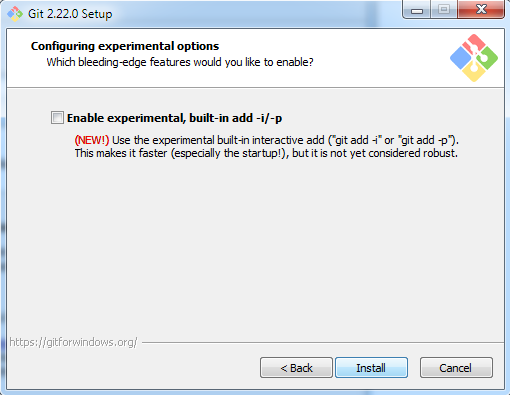 Git 2.22.0 Setup
Configuring experimental options
Which bleeding-edge features would you like to enable?
Enable experimental, built-in add -i/-p
(NEW!) Use the experimental built-in interactive add ("git add -i" or "git add -p").
This makes it faster (especially the startup!), but it is not yet considered robust.
https://gitforwindows.org/
< Back
Install
Cancel